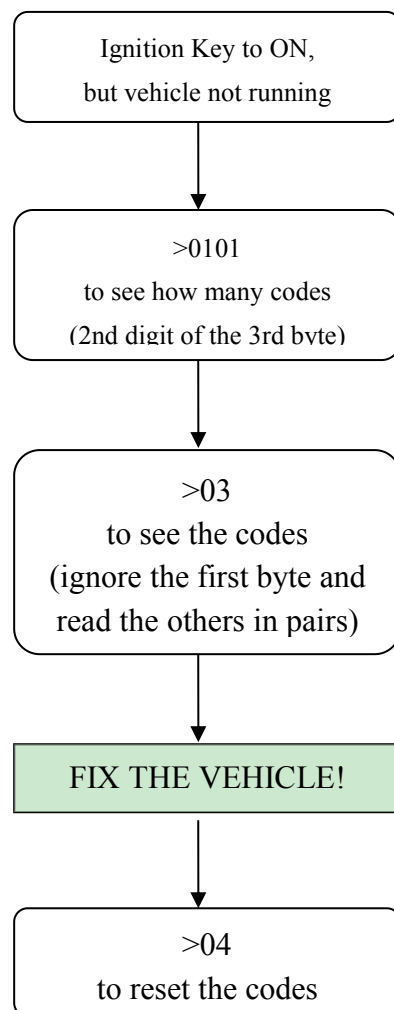 Ignition Key to ON,
but vehicle not running
>0101
to see how many codes
(2nd digit of the 3rd byte)
>03
to see the codes
(ignore the first byte and
read the others in pairs)
FIX THE VEHICLE!
>04
to reset the codes